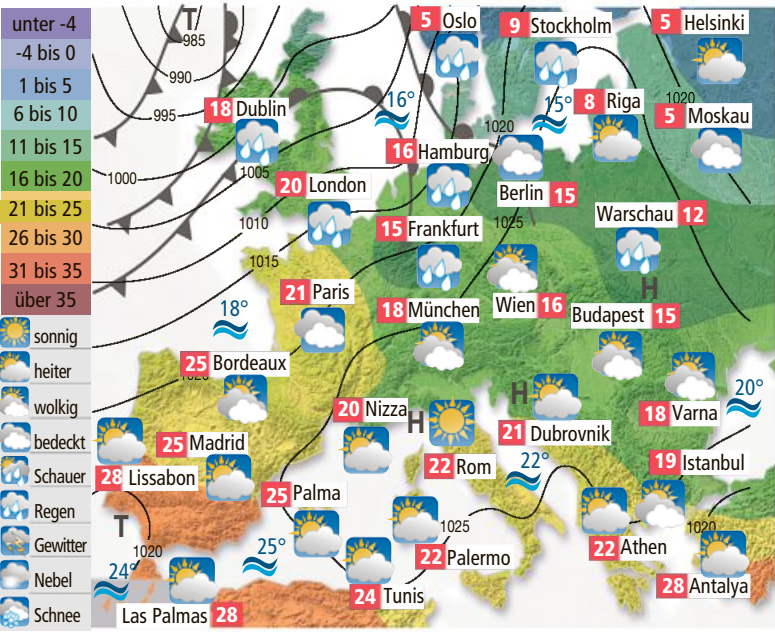 unter -4
-4 bis 0
1 bis 5
6 bis 10
11 bis 15
16 bis 20
21 bis 25
26 bis 30
31 bis 35
über 35
sonnig
heiter
wolkig
bedeckt
Schauer
Regen
Gewitter
Nebel
Schnee
T
985
990
995
1000
1005
1010
1015
1020
1020
1025
5 Oslo
9 Stockholm
5 Helsinki
18 Dublin
16°
15°
8 Riga
5 Moskau
16 Hamburg
20 London
Berlin 15
15 Frankfurt
Warschau 12
H
21 Paris
18 München
Wien 16
Budapest 15
18°
25 Bordeaux
1020
20 Nizza
H
H
21 Dubrovnik
18 Varna
20°
25 Madrid
28 Lissabon
22 Rom
19 Istanbul
25 Palma
22°
T
1020
1025
1020
22 Palermo
22 Athen
25°
24°
24 Tunis
28 Antalya
Las Palmas 28